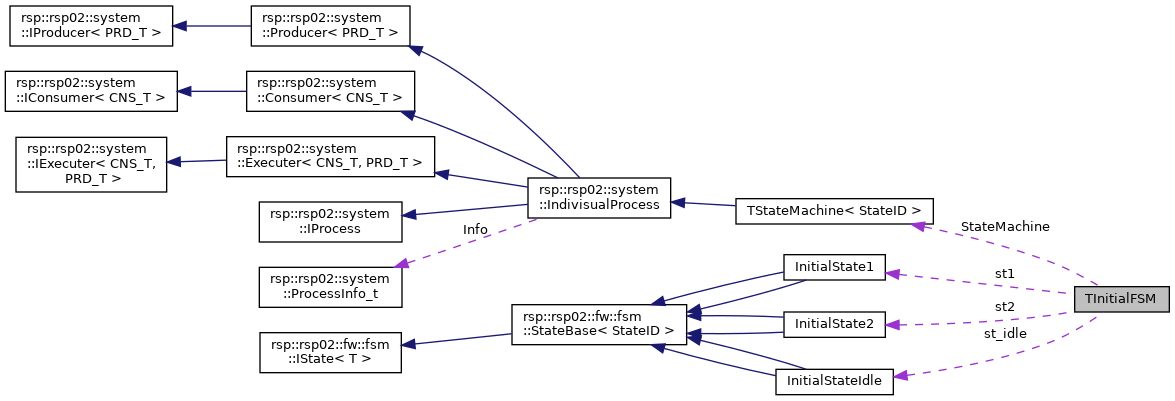 rsp::rsp02::system
::IProducer< PRD_T >
rsp::rsp02::system
::Producer< PRD_T >
rsp::rsp02::system
::IConsumer< CNS_T >
rsp::rsp02::system
::Consumer< CNS_T >
rsp::rsp02::system
::IExecuter< CNS_T,
PRD_T >
rsp::rsp02::system
::Executer< CNS_T, PRD_T >
rsp::rsp02::system
::IProcess
rsp::rsp02::system
::IndivisualProcess
Info
rsp::rsp02::system
::ProcessInfo_t
TStateMachine< StateID >
StateMachine
InitialState1
st1
TInitialFSM
rsp::rsp02::fw::fsm
::StateBase< StateID >
InitialState2
st2
rsp::rsp02::fw::fsm
::IState< T >
InitialStateIdle
st_idle